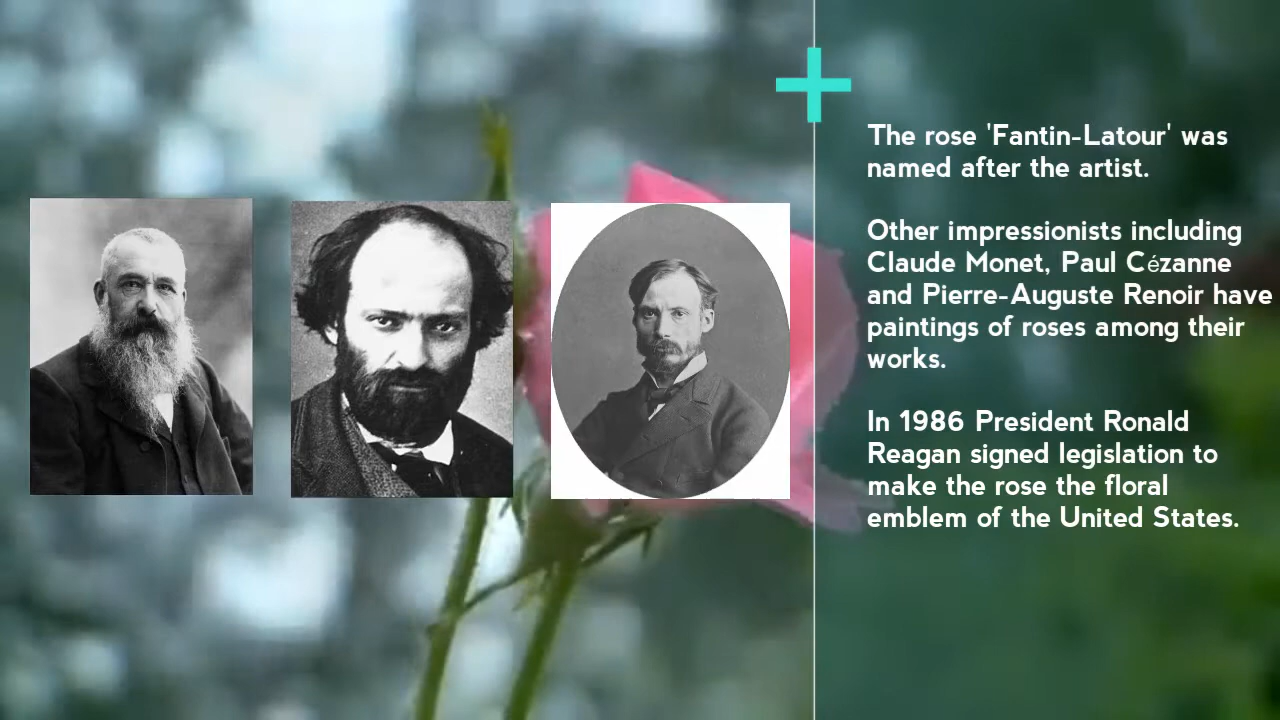 The rose 'Fantin-Latour' was
named after the artist.
Other impressionists including
Claude Monet, Paul Cézanne
and Pierre-Auguste Renoir have
paintings of roses among their
works.
In 1986 President Ronald
Reagan signed legislation to
make the rose the floral
emblem of the United States.